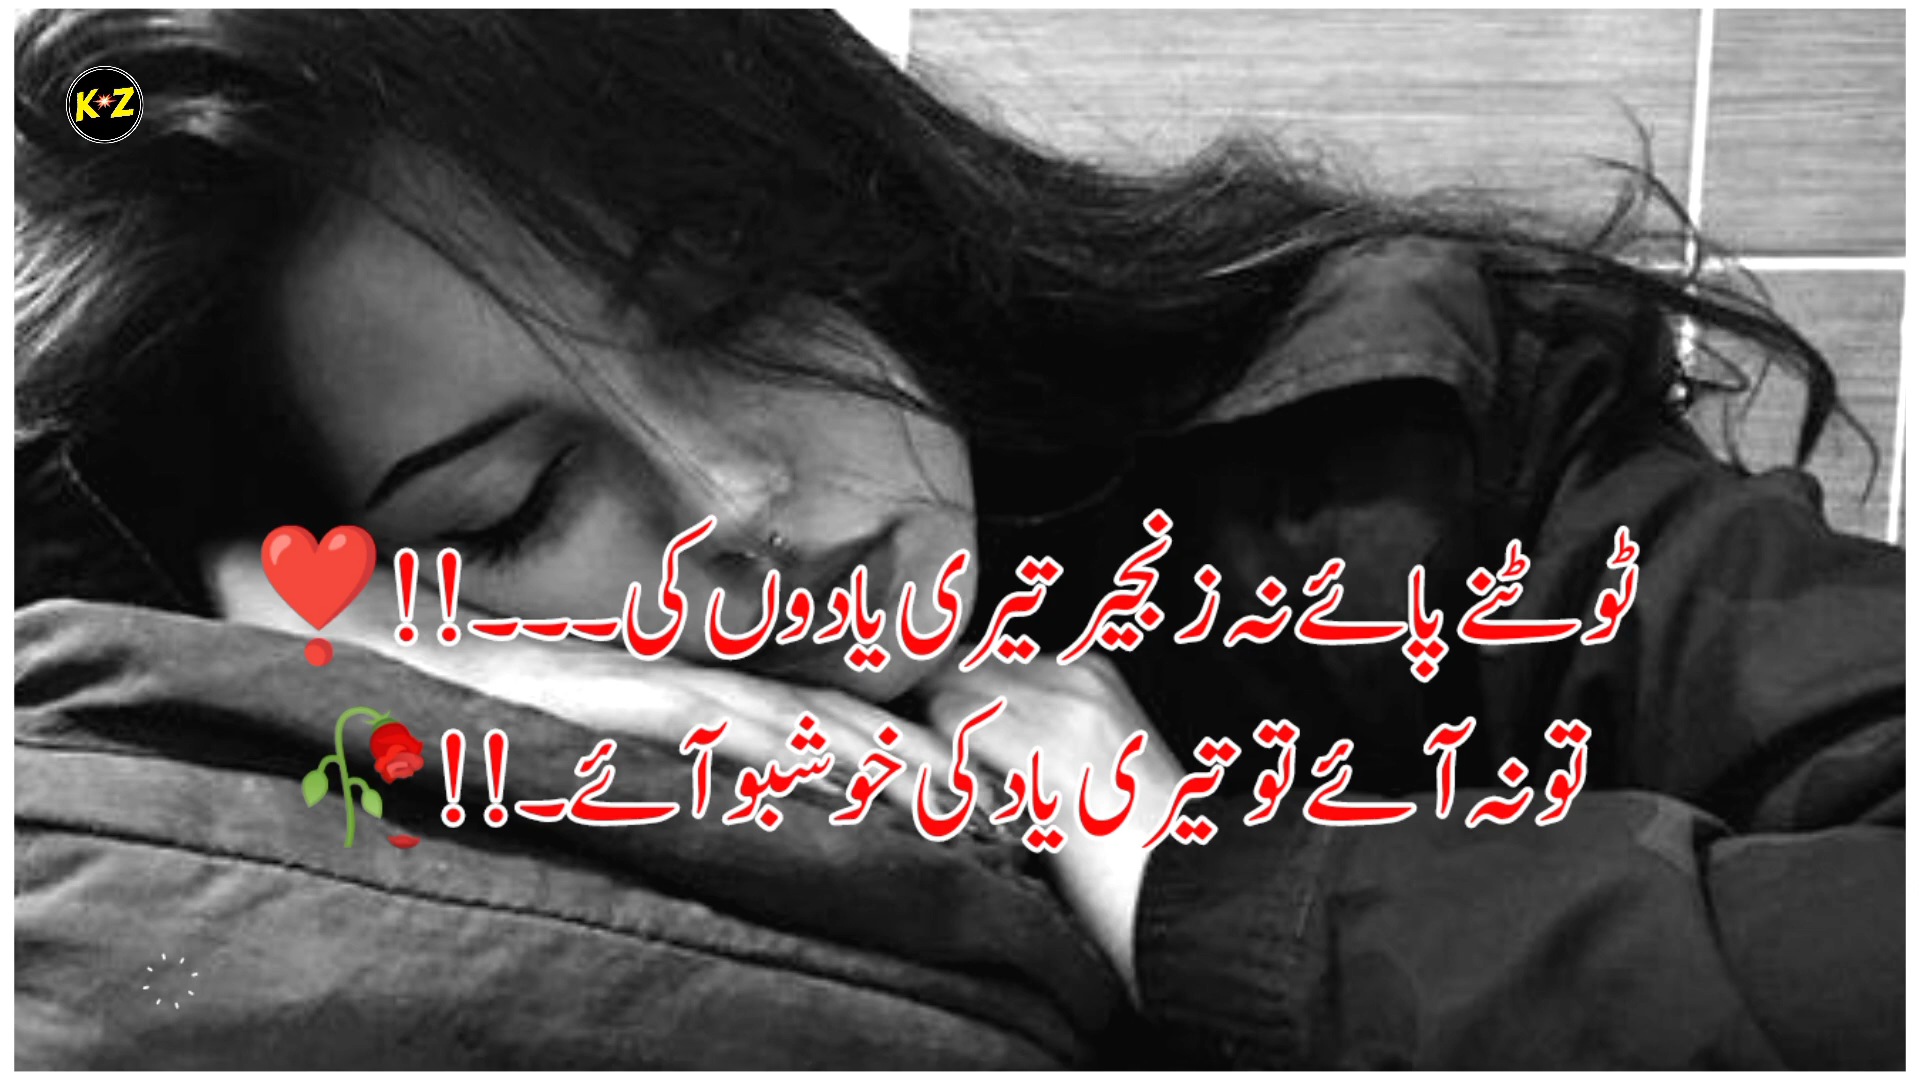 K Z
ٹوٹنے پائے نہ زنجیر تیری یادوں کی۔۔۔!!❣️
تو نہ آئے تو تیری یاد کی خوشبو آئے۔!!🥀